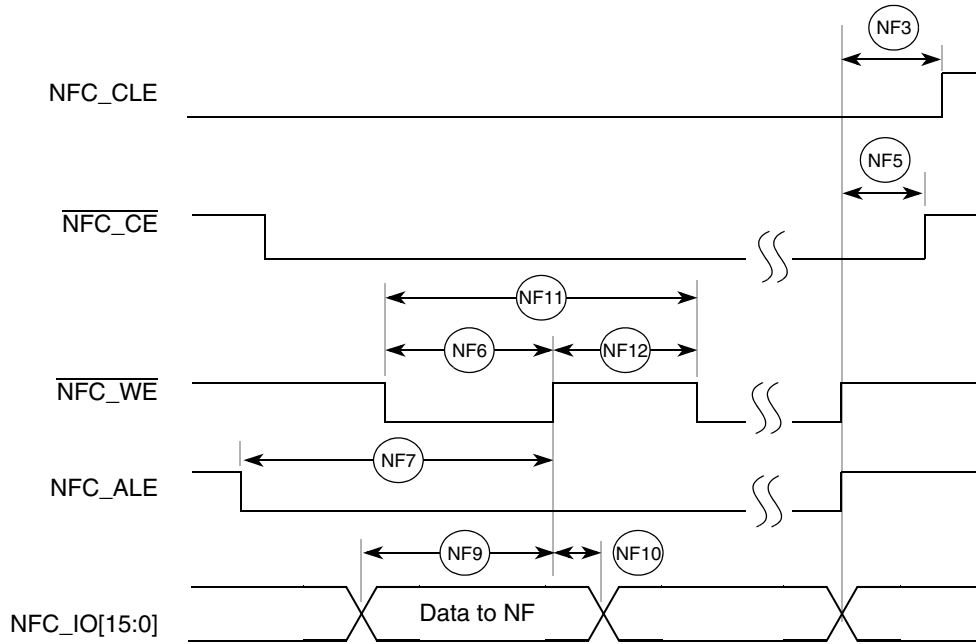 NF3
NFC_CLE
NF5
NFC_CE
NF11
NF6
NF12
NFC_WE
NF7
NFC_ALE
NF9
NF10
Data to NF
NFC_IO[15:0]